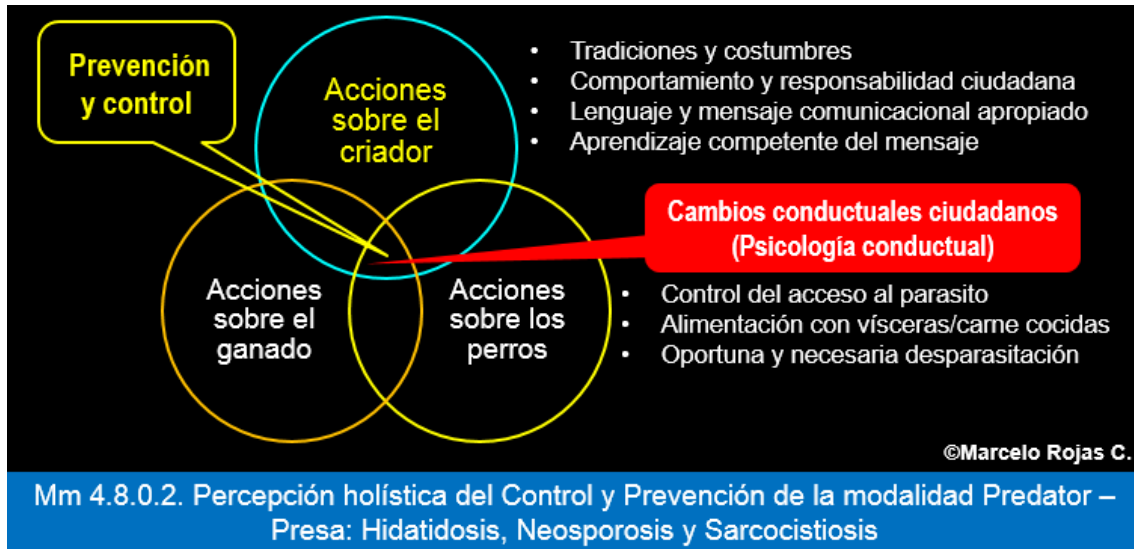 Prevención
y control
Acciones
sobre el
criador
• Tradiciones y costumbres
• Comportamiento y responsabilidad ciudadana
• Lenguaje y mensaje comunicacional apropiado
• Aprendizaje competente del mensaje
Cambios conductuales ciudadanos
(Psicología conductual)
Acciones
sobre el
ganado
Acciones
sobre los
perros
• Control del acceso al parasito
• Alimentación con vísceras/carne cocidas
• Oportuna y necesaria desparasitación
©Marcelo Rojas C.
Mm 4.8.0.2. Percepción holística del Control y Prevención de la modalidad Predator –
Presa: Hidatidosis, Neosporosis y Sarcocistiosis